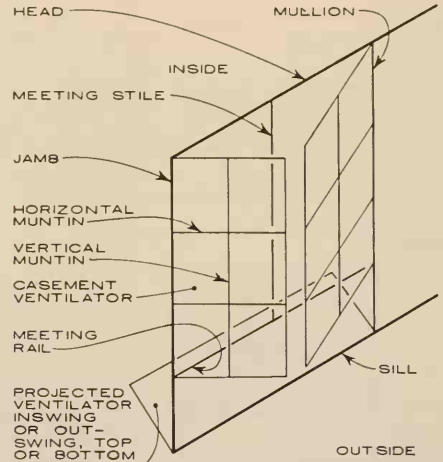 HEAD
MULLION
INSIDE
MEETING STILE
JAMB
HORIZONTAL
MUNTIN
VERTICAL
MUNTIN
CASEMENT
VENTILATOR
MEETING
RAIL
SILL
PROJECTED
VENTILATOR
INSWING
OR OUT-
SWING, TOP
OR BOTTOM
OUTSIDE